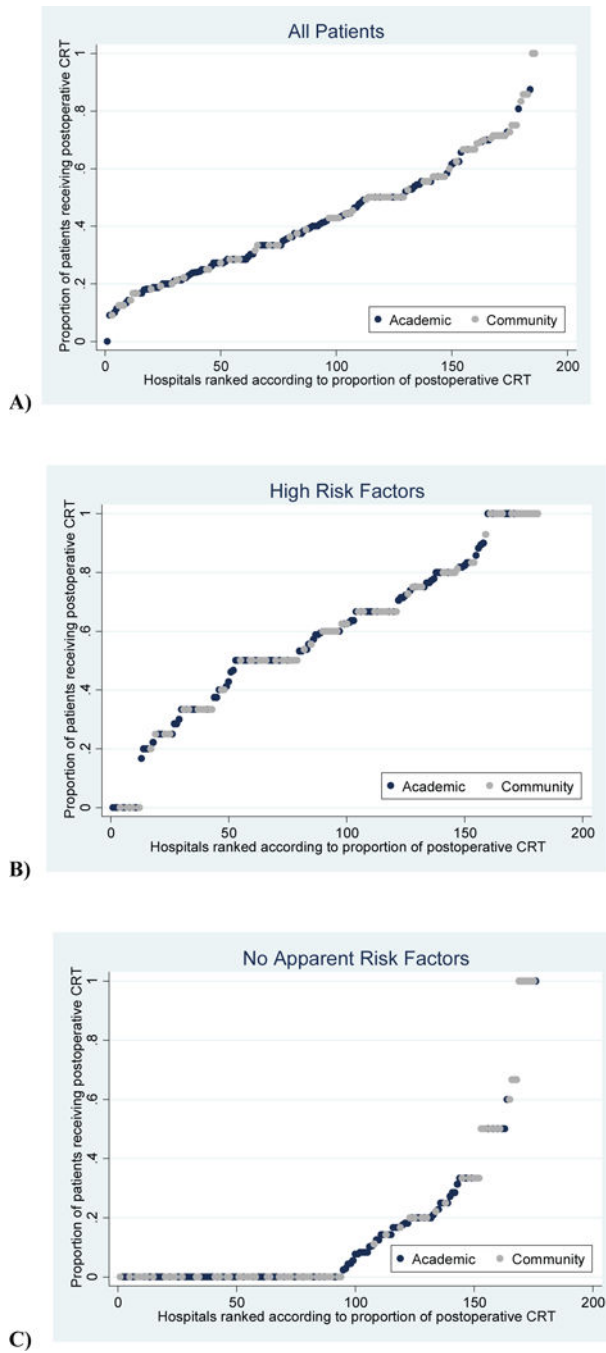 All Patients
Proportion of patients receiving postoperative CRT
1
.8
.6
.4
.2
0
Academic Community
0 50 100 150 200
Hospitals ranked according to proportion of postoperative CRT
A)
High Risk Factors
Proportion of patients receiving postoperative CRT
1
.8
.6
.4
.2
0
Academic Community
0 50 100 150 200
Hospitals ranked according to proportion of postoperative CRT
B)
No Apparent Risk Factors
Proportion of patients receiving postoperative CRT
1
.8
.6
.4
.2
0
Academic Community
0 50 100 150 200
Hospitals ranked according to proportion of postoperative CRT
C)